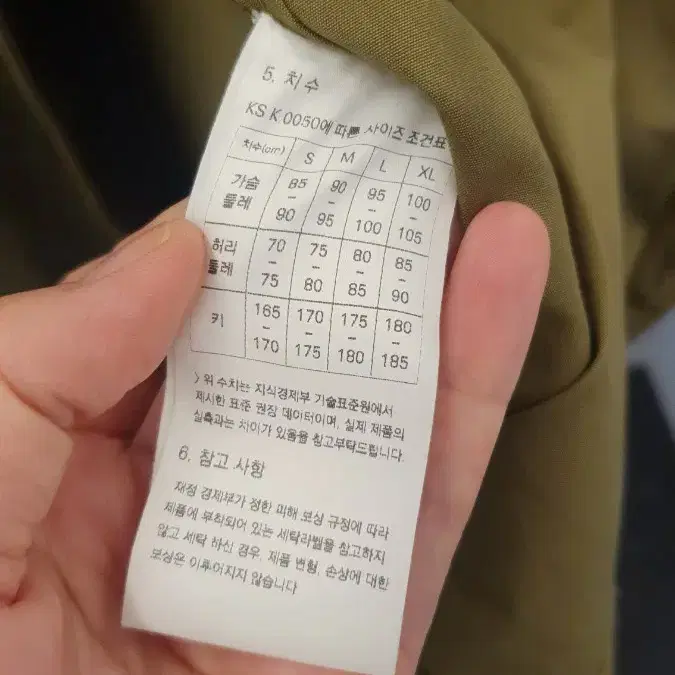 5. 치수
KS K 0050에 따른 사이즈 조건표
치수(cm) S M L XL
가슴 둘레 85 - 90 90 - 95 95 - 100 100 - 105
허리 둘레 70 - 75 75 - 80 80 - 85 85 - 90
키 165 - 170 170 - 175 175 - 180 180 - 185
> 위 수치는 지식경제부 기술표준원에서
제시한 표준 권장 데이터이며, 실제 제품의
실측과는 차이가 있음을 참고부탁드립니다.
6. 참고 사항
재정 경제부가 정한 피해 보상 규정에 따라
제품에 부착되어 있는 세탁라벨을 참고하지
않고 세탁 하신 경우, 제품 변형, 손상에 대한
보상은 이루어지지 않습니다